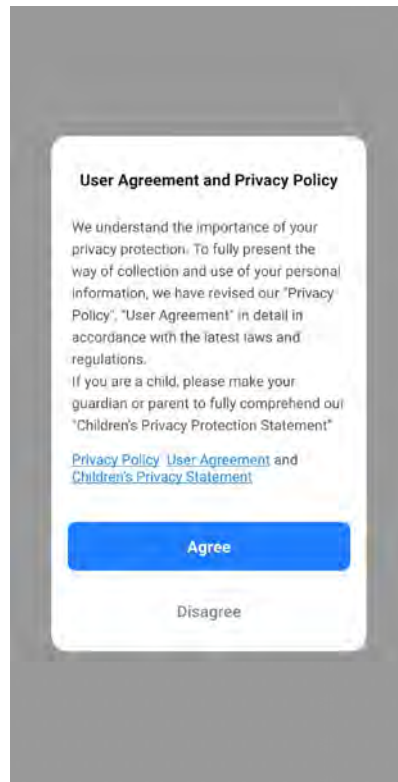 User Agreement and Privacy Policy
We understand the importance of your
privacy protection. To fully present the
way of collection and use of your personal
information, we have revised our "Privacy
Policy", "User Agreement" in detail in
accordance with the latest laws and
regulations.
If you are a child, please make your
guardian or parent to fully comprehend our
"Children's Privacy Protection Statement"
Privacy Policy User Agreement and
Children's Privacy Statement
Agree
Disagree